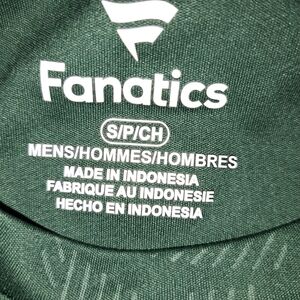 Fanatics
S/P/CH
MENS/HOMMES/HOMBRES
MADE IN INDONESIA
FABRIQUE AU INDONESIE
HECHO EN INDONESIA